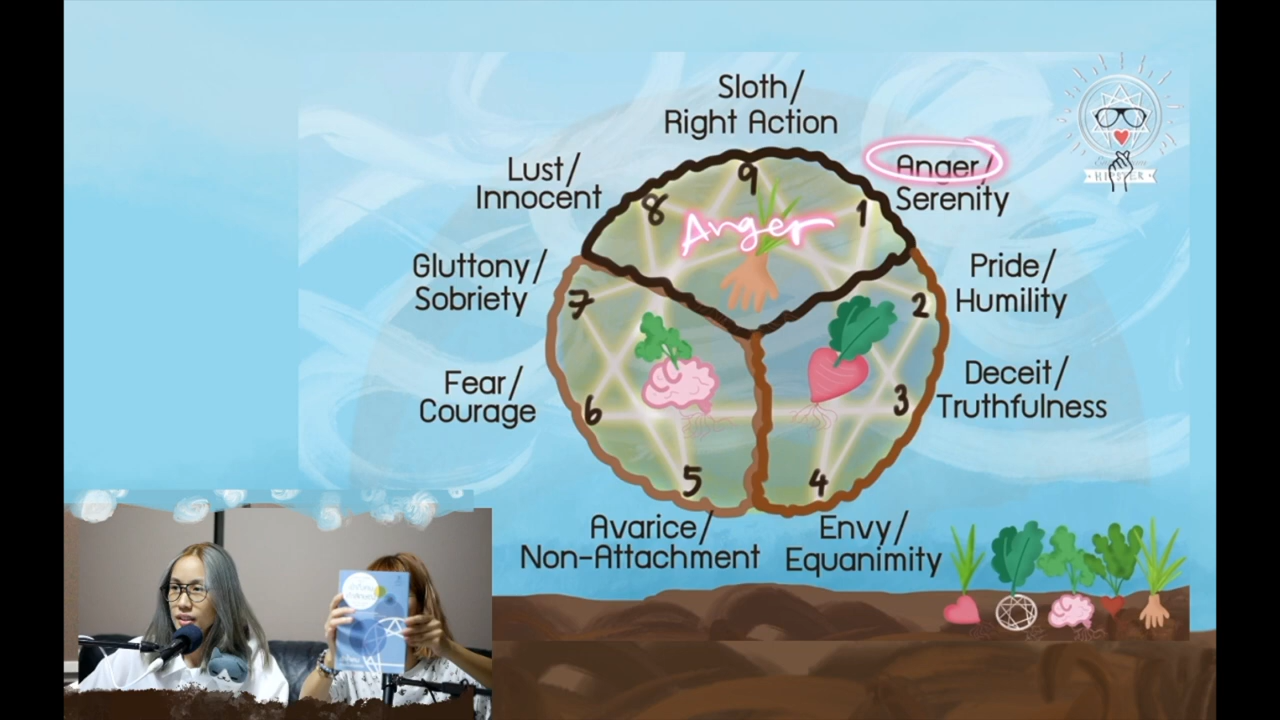 Sloth/
Right Action
Anger/
Serenity
Lust/
Innocent
9
8
1
Anger
Gluttony/
Sobriety
Pride/
Humility
7
2
Fear/
Courage
Deceit/
Truthfulness
6
3
5
4
Avarice/
Non-Attachment
Envy/
Equanimity
HIPSTER